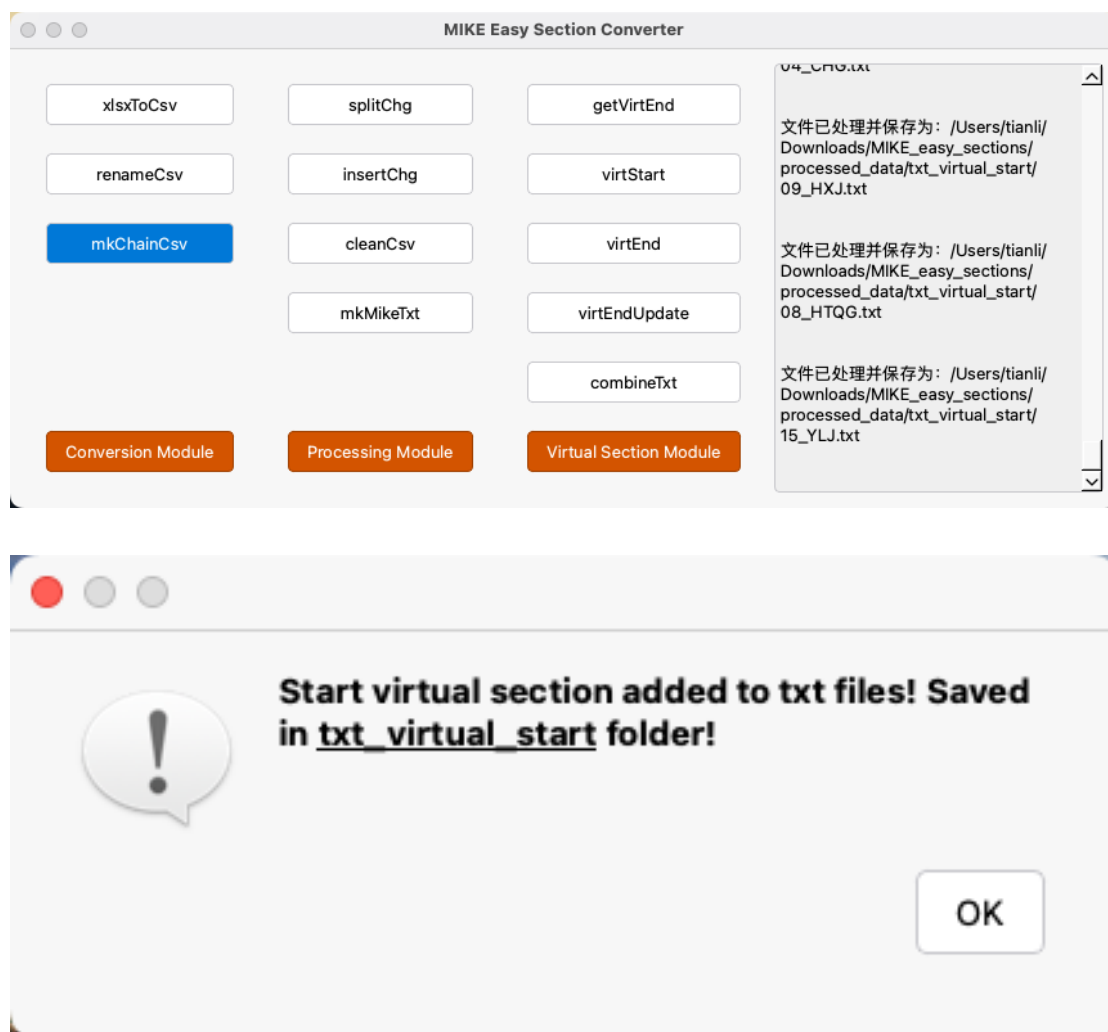 MIKE Easy Section Converter
xlsxToCsv
splitChg
getVirtEnd
renameCsv
insertChg
virtStart
mkChainCsv
cleanCsv
virtEnd
mkMikeTxt
virtEndUpdate
combineTxt
Conversion Module
Processing Module
Virtual Section Module
04_CHG.txt
文件已处理并保存为：/Users/tianli/
Downloads/MIKE_easy_sections/
processed_data/txt_virtual_start/
09_HXJ.txt
文件已处理并保存为：/Users/tianli/
Downloads/MIKE_easy_sections/
processed_data/txt_virtual_start/
08_HTQG.txt
文件已处理并保存为：/Users/tianli/
Downloads/MIKE_easy_sections/
processed_data/txt_virtual_start/
15_YLJ.txt
Start virtual section added to txt files! Saved
in txt_virtual_start folder!
OK